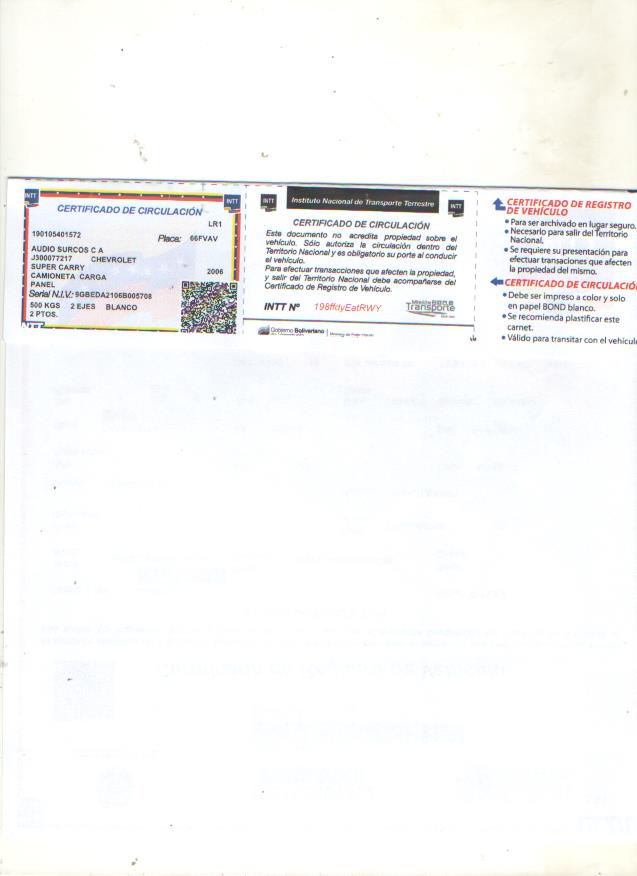 INTT INTT
CERTIFICADO DE CIRCULACIÓN
LR1
190105401572 Placa: 66FVAV
AUDIO SURCOS C A
J300077217 CHEVROLET
SUPER CARRY 2006
CAMIONETA CARGA
PANEL
Serial N.I.V.: 9GBEDA2106B005708
500 KGS 2 EJES BLANCO
2 PTOS.
INTT Instituto Nacional de Transporte Terrestre INTT
CERTIFICADO DE CIRCULACIÓN
Este documento no acredita propiedad sobre el
vehículo. Sólo autoriza la circulación dentro del
Territorio Nacional y es obligatorio su porte al conducir
el vehículo.
Para efectuar transacciones que afecten la propiedad,
y salir del Territorio Nacional debe acompañarse del
Certificado de Registro de Vehículo.
INTT Nº 198ffdyEatRWY
Transporte
Gobierno Bolivariano
CERTIFICADO DE REGISTRO
DE VEHÍCULO
• Para ser archivado en lugar seguro.
• Necesario para salir del Territorio
Nacional.
• Se requiere su presentación para
efectuar transaciones que afecten
la propiedad del mismo.
CERTIFICADO DE CIRCULACIÓN
• Debe ser impreso a color y solo
en papel BOND blanco.
• Se recomienda plastificar este
carnet.
• Válido para transitar con el vehículo